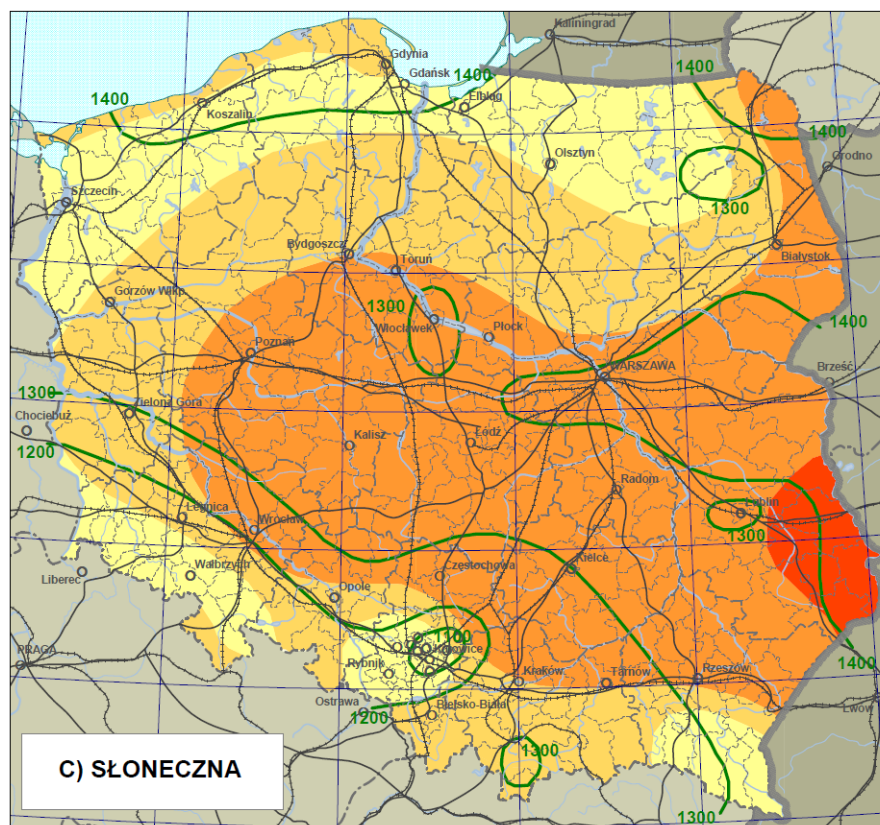 Kaliningrad
Gdynia
Gdańsk
1400
1400
1400
Elbląg
Koszalin
1400
Olsztyn
Grodno
Szczecin
1300
Bydgoszcz
Toruń
Białystok
Gorzów Wlkp.
1300
Włocławek
Płock
1400
Poznań
WARSZAWA
Brześć
1300
Zielona Góra
Chociebuż
Kalisz
Łódź
1200
Radom
Lublin
Legnica
Wrocław
1300
Kielce
Liberec
Wałbrzych
Częstochowa
Opole
1100
PRAGA
Katowice
1400
Rybnik
Kraków
Tarnów
Rzeszów
Ostrawa
1200
Bielsko-Biała
Lwów
1300
C) SŁONECZNA
1300